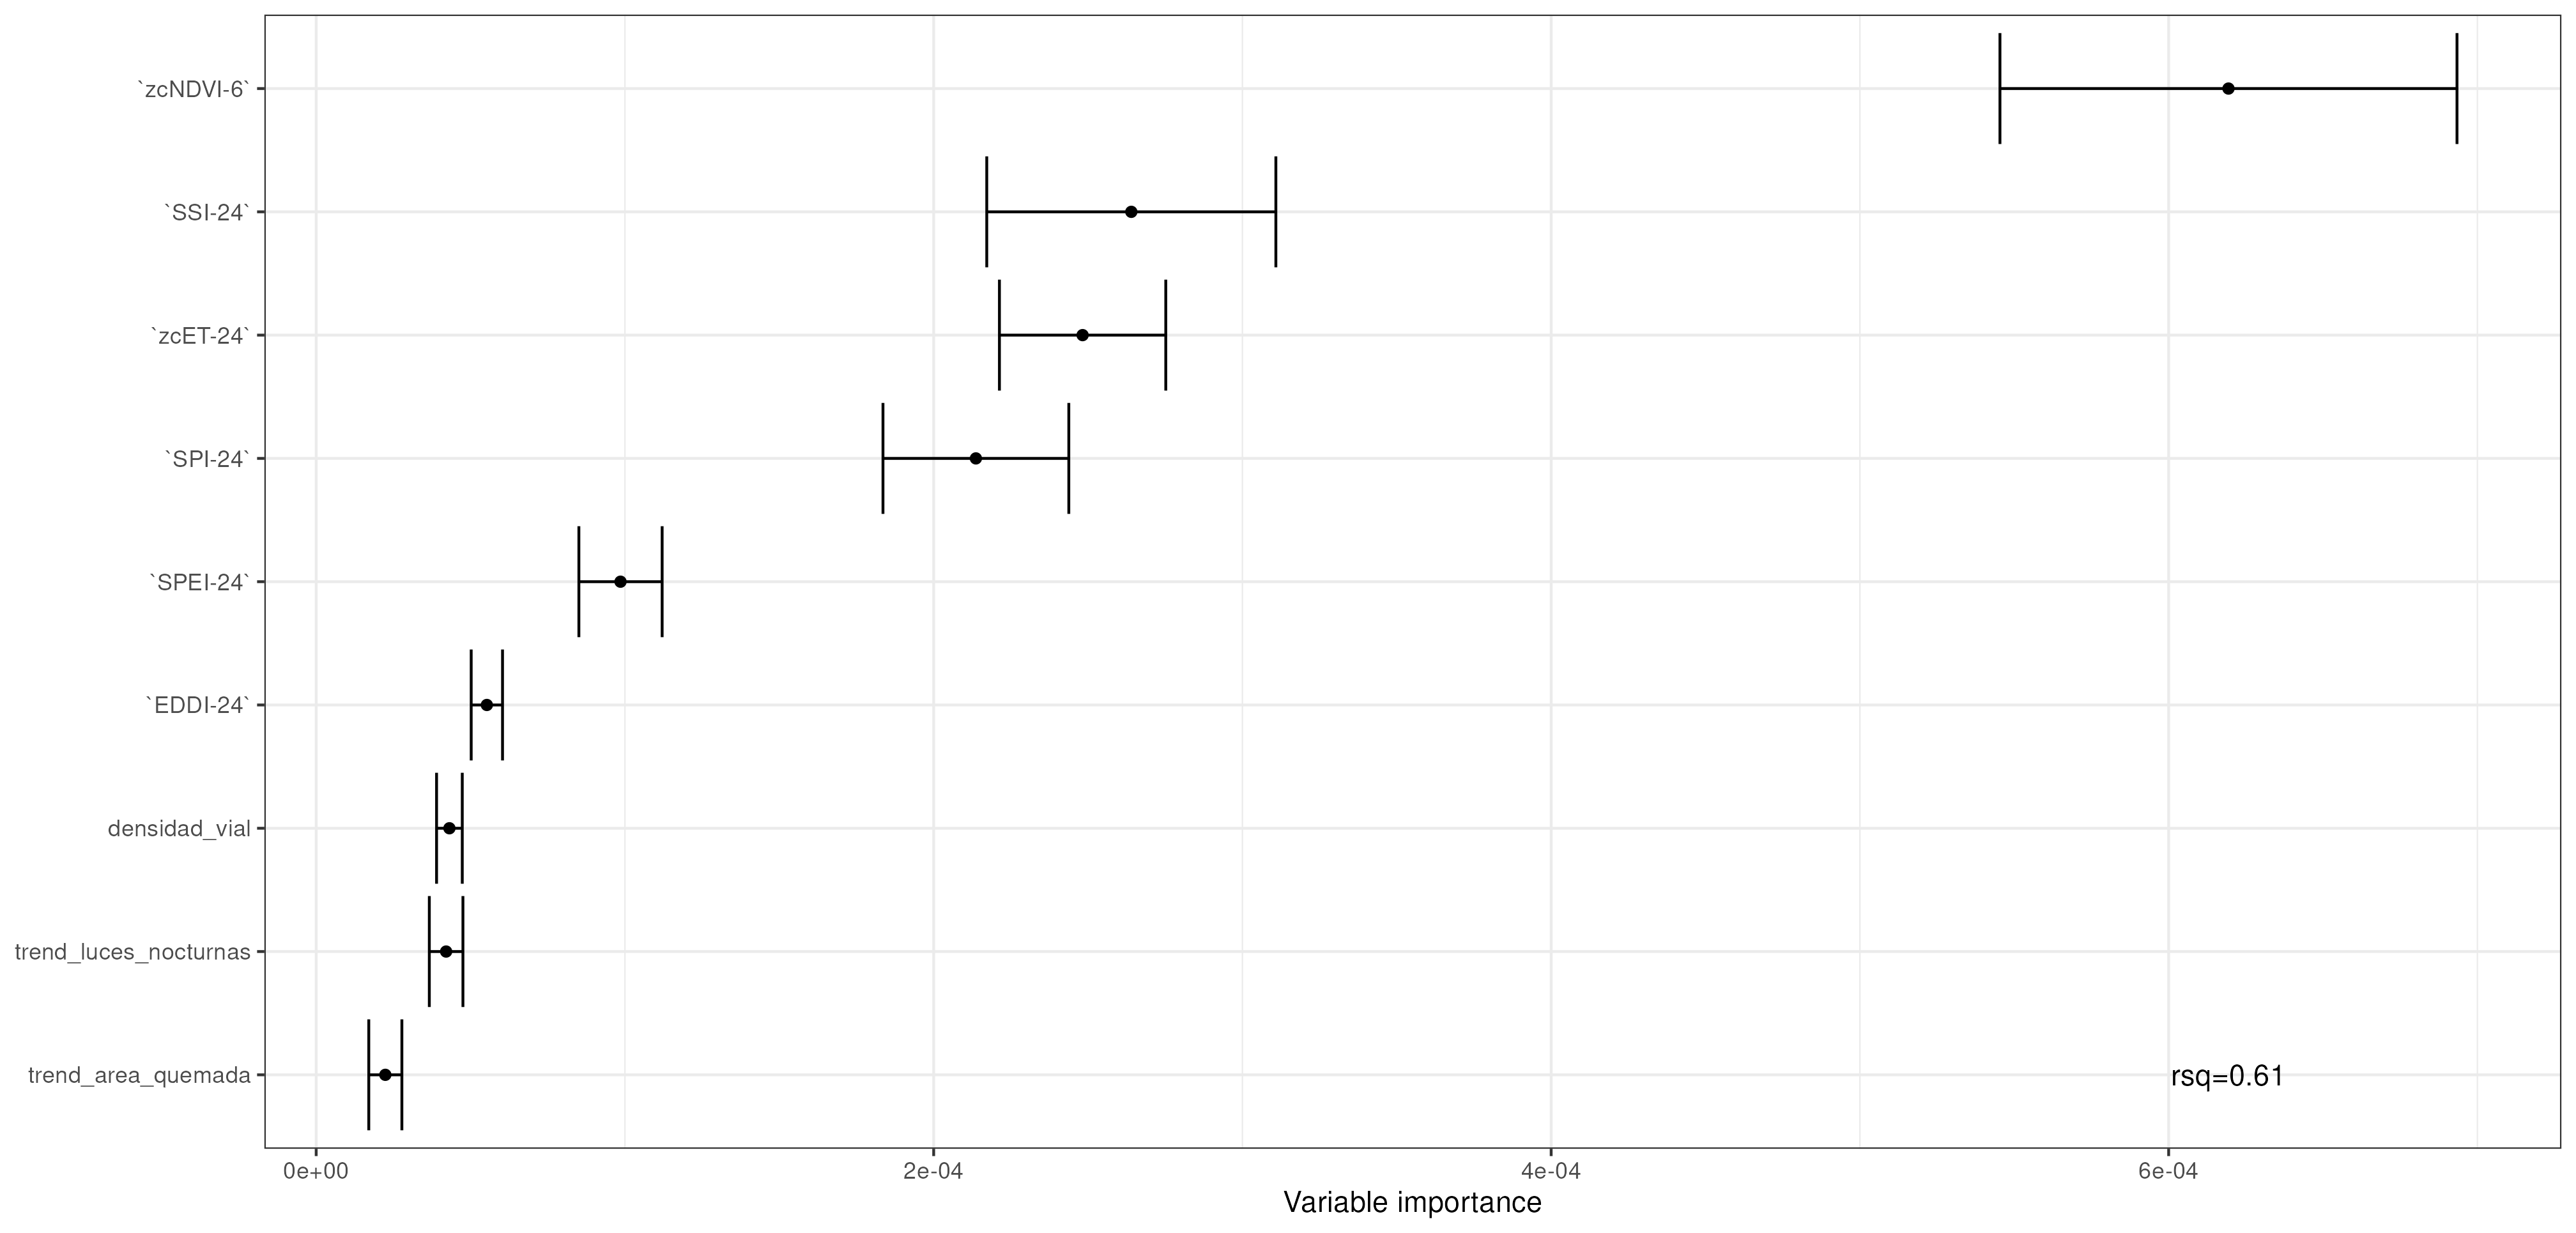 `zcNDVI-6`
`SSI-24`
`zcET-24`
`SPI-24`
`SPEI-24`
`EDDI-24`
densidad_vial
trend_luces_nocturnas
trend_area_quemada
rsq=0.61
0e+00
2e-04
4e-04
6e-04
Variable importance